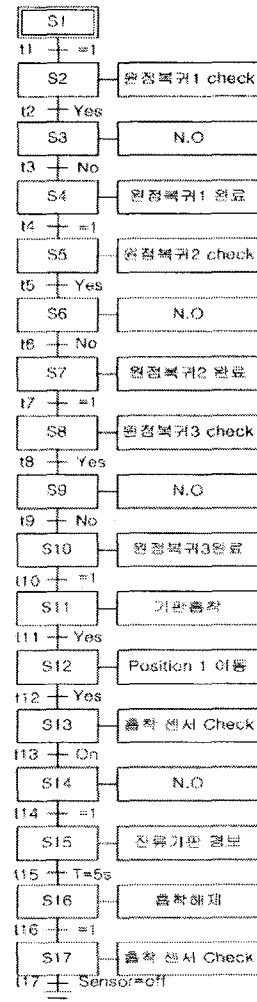 S1
t1 =1
S2 원점복귀1 check
t2 Yes
S3 N.O
t3 No
S4 원점복귀1 완료
t4 =1
S5 원점복귀2 check
t5 Yes
S6 N.O
t6 No
S7 원점복귀2 완료
t7 =1
S8 원점복귀3 check
t8 Yes
S9 N.O
t9 No
S10 원점복귀3완료
t10 =1
S11 기판흡착
t11 Yes
S12 Position 1 이동
t12 Yes
S13 흡착 센서 Check
t13 On
S14 N.O
t14 =1
S15 잔류기판 경보
t15 T=5s
S16 흡착해제
t16 =1
S17 흡착 센서 Check
t17 Sensor=off